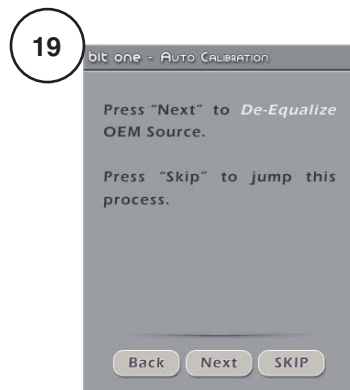 19
bit one - Auto Calibration
Press "Next" to De-Equalize
OEM Source.
Press "Skip" to jump this
process.
Back Next SKIP